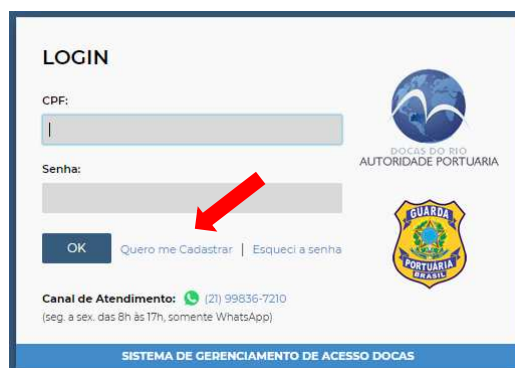 LOGIN
CPF:
Senha:
OK Quero me Cadastrar | Esqueci a senha
Canal de Atendimento: (21) 99836-7210
(seg. a sex. das 8h às 17h, somente WhatsApp)
DOCAS DO RIO
AUTORIDADE PORTUÁRIA
GUARDA
PORTUÁRIA
BRASIL
SISTEMA DE GERENCIAMENTO DE ACESSO DOCAS